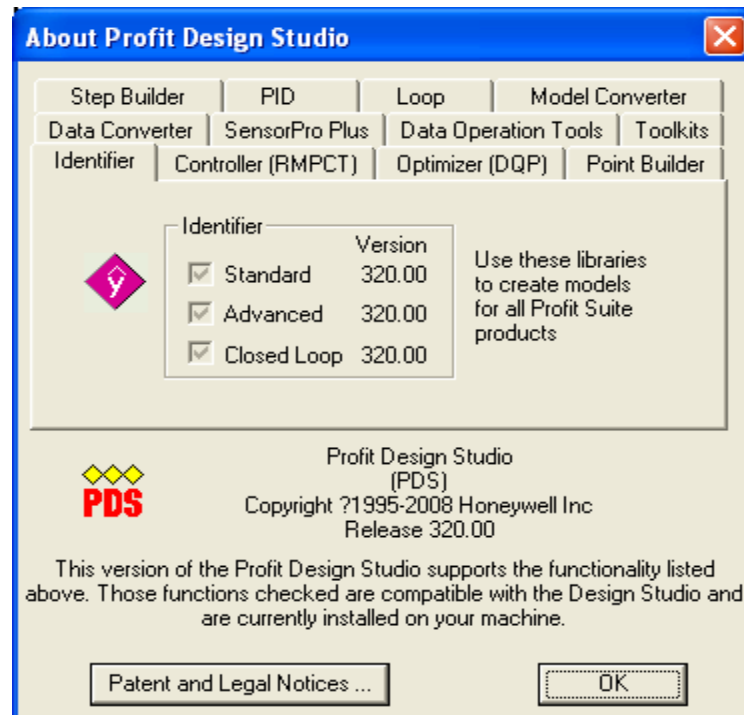 About Profit Design Studio
Step Builder PID Loop Model Converter
Data Converter SensorPro Plus Data Operation Tools Toolkits
Identifier Controller (RMPCT) Optimizer (DQP) Point Builder
Identifier
Version
ŷ
Standard 320.00
Advanced 320.00
Closed Loop 320.00
Use these libraries
to create models
for all Profit Suite
products
PDS
Profit Design Studio
(PDS)
Copyright ?1995-2008 Honeywell Inc
Release 320.00
This version of the Profit Design Studio supports the functionality listed
above. Those functions checked are compatible with the Design Studio and
are currently installed on your machine.
Patent and Legal Notices ... OK